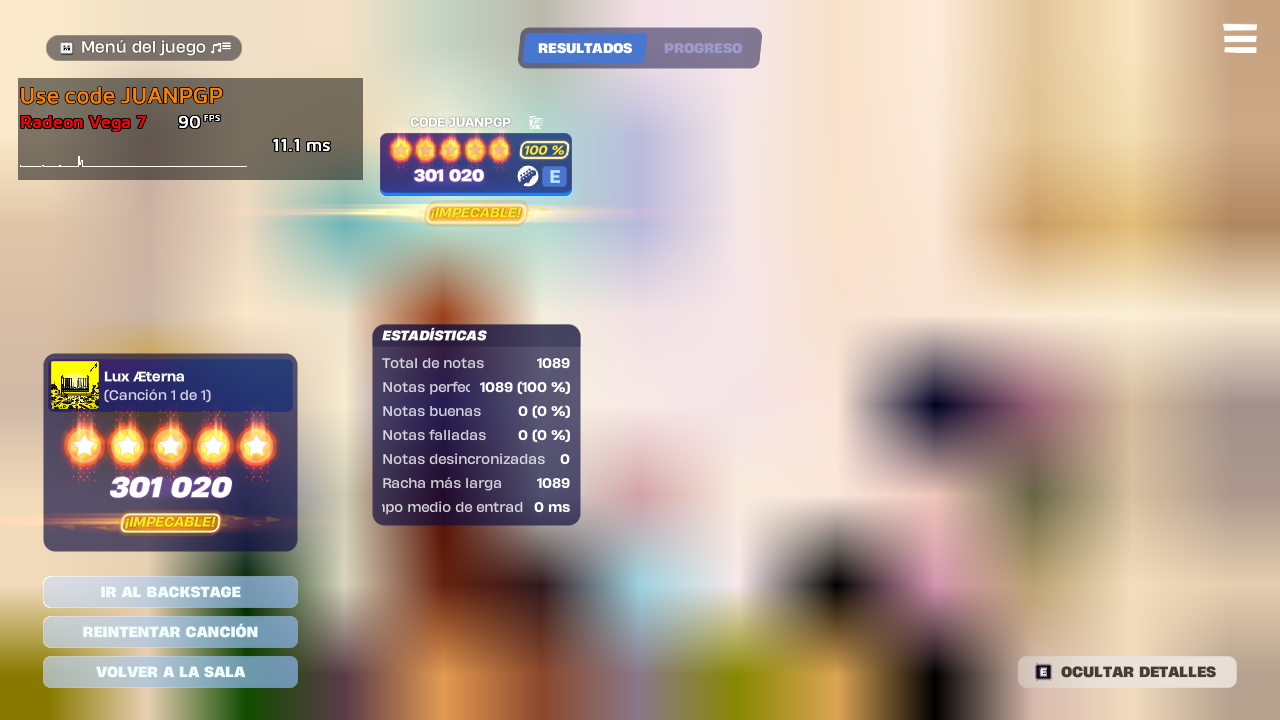 Menú del juego
RESULTADOS
PROGRESO
Use code JUANPGP
Radeon Vega 7 90 FPS
11.1 ms
CODE JUANPGP
100 %
301 020
E
¡IMPECABLE!
ESTADÍSTICAS
Total de notas 1089
Notas perfec 1089 (100 %)
Notas buenas 0 (0 %)
Notas falladas 0 (0 %)
Notas desincronizadas 0
Racha más larga 1089
npo medio de entrad 0 ms
Lux Æterna
(Canción 1 de 1)
301 020
¡IMPECABLE!
IR AL BACKSTAGE
REINTENTAR CANCIÓN
VOLVER A LA SALA
E OCULTAR DETALLES